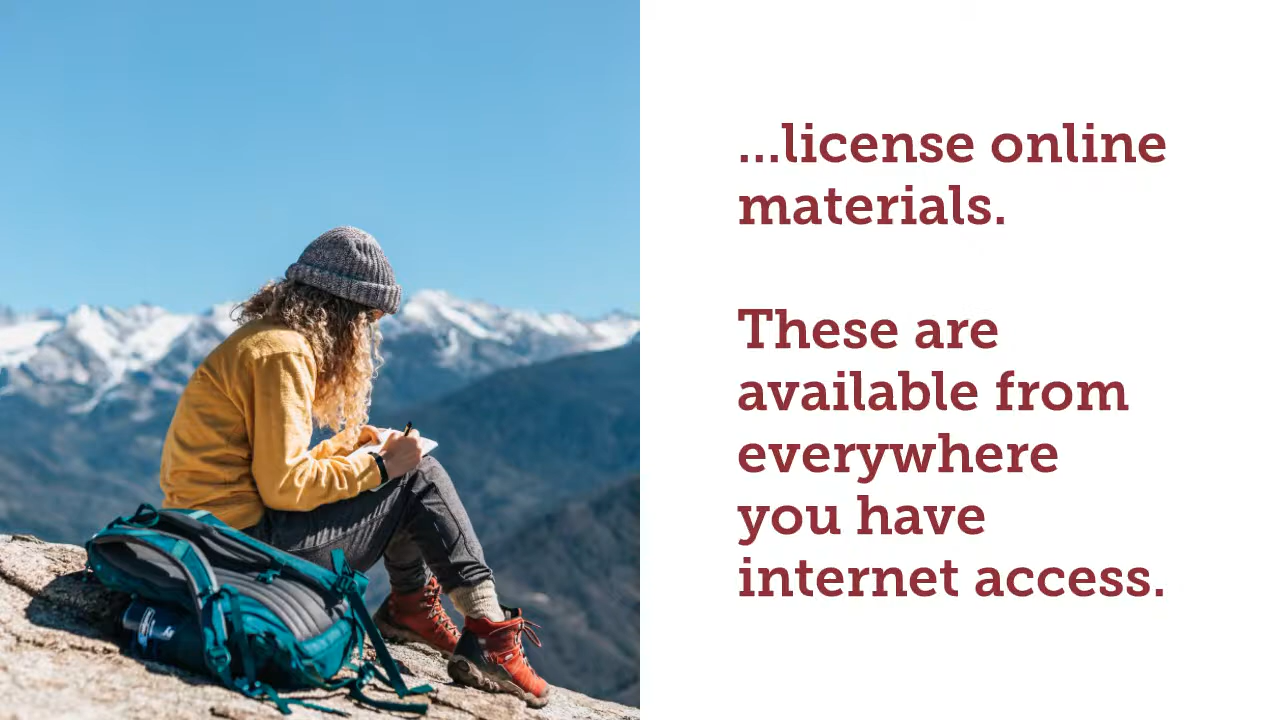 ...license online
materials.
These are
available from
everywhere
you have
internet access.